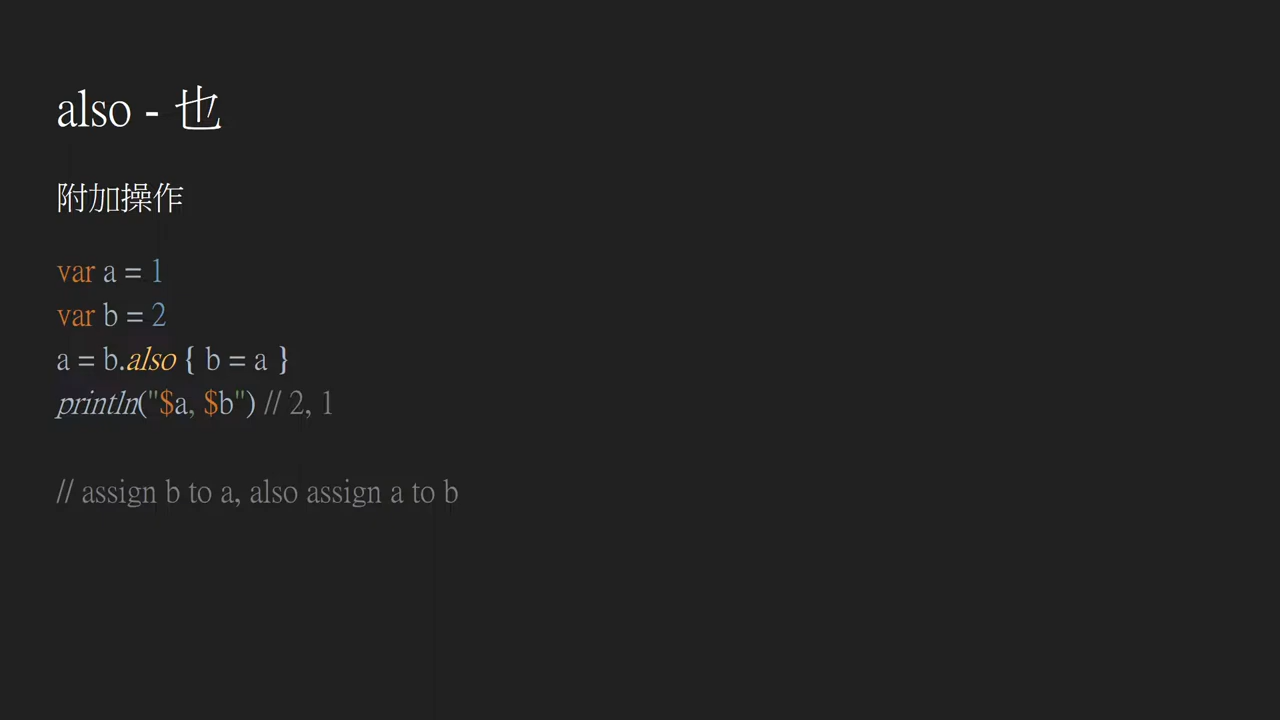 also - 也
附加操作
var a = 1
var b = 2
a = b.also { b = a }
println("$a, $b") // 2, 1
// assign b to a, also assign a to b